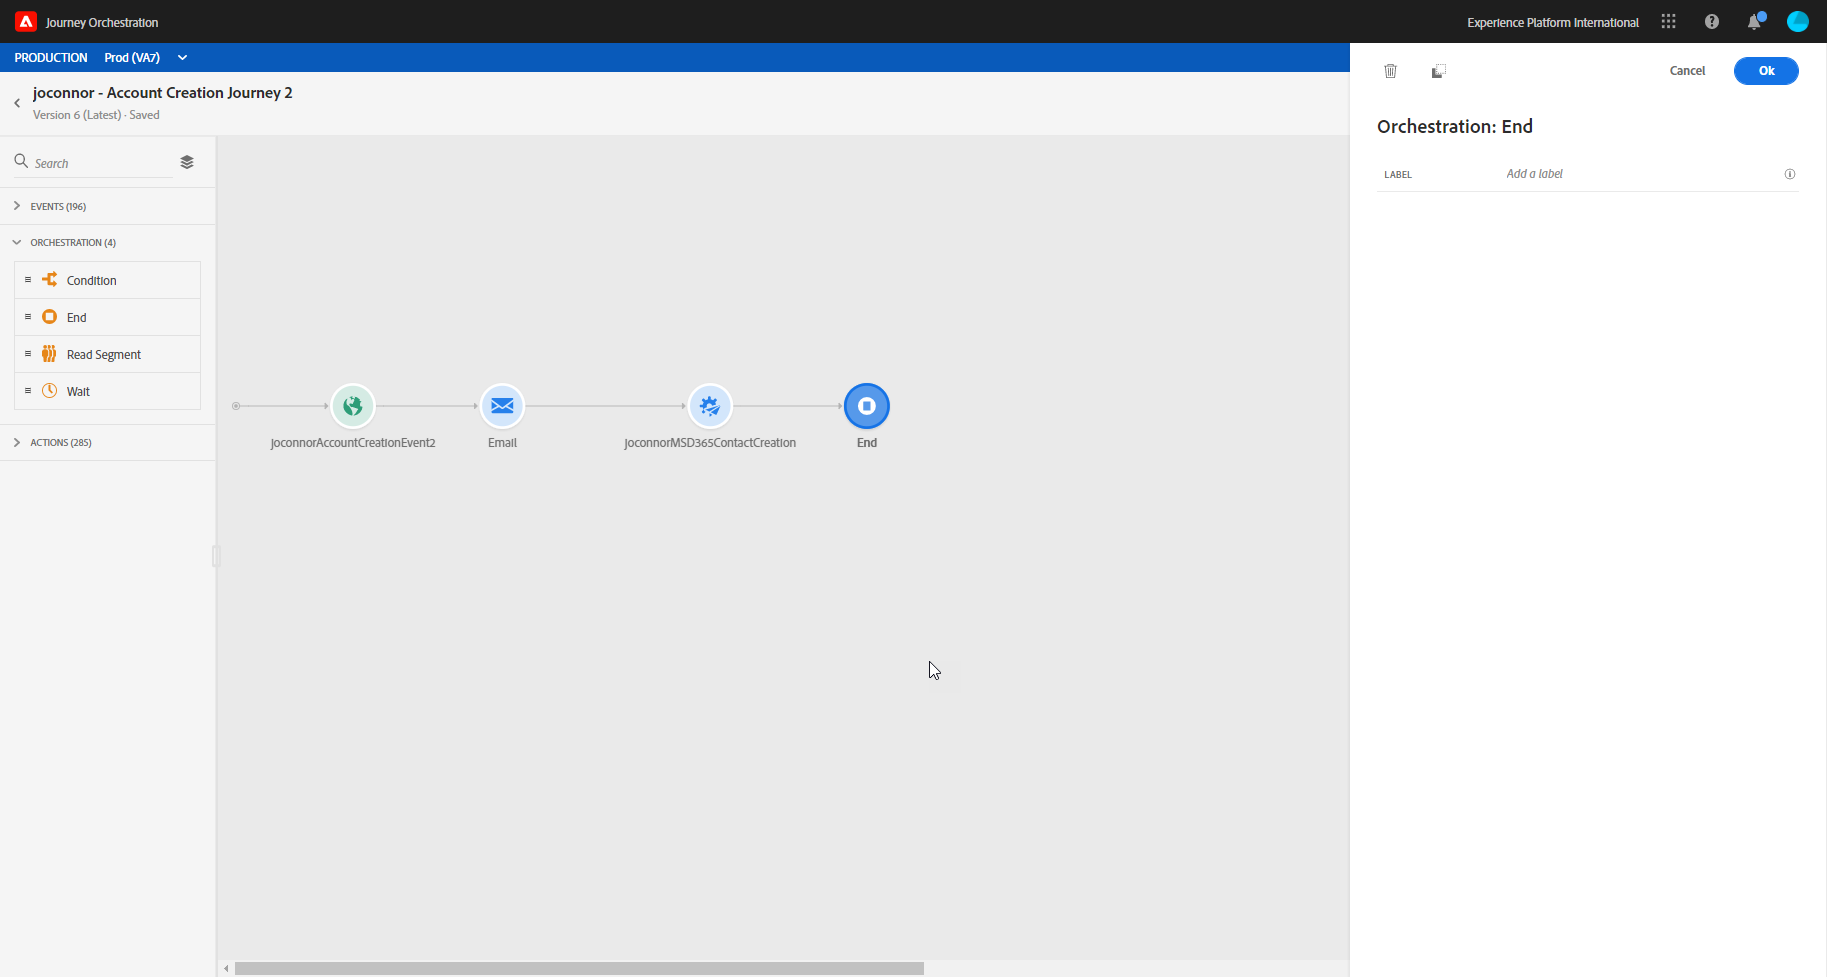 Journey Orchestration
Experience Platform International
PRODUCTION Prod (VA7)
joconnor - Account Creation Journey 2
Version 6 (Latest) · Saved
Search
EVENTS (196)
ORCHESTRATION (4)
Condition
End
Read Segment
Wait
ACTIONS (285)
joconnorAccountCreationEvent2
Email
joconnorMSD365ContactCreation
End
Cancel
Ok
Orchestration: End
LABEL
Add a label